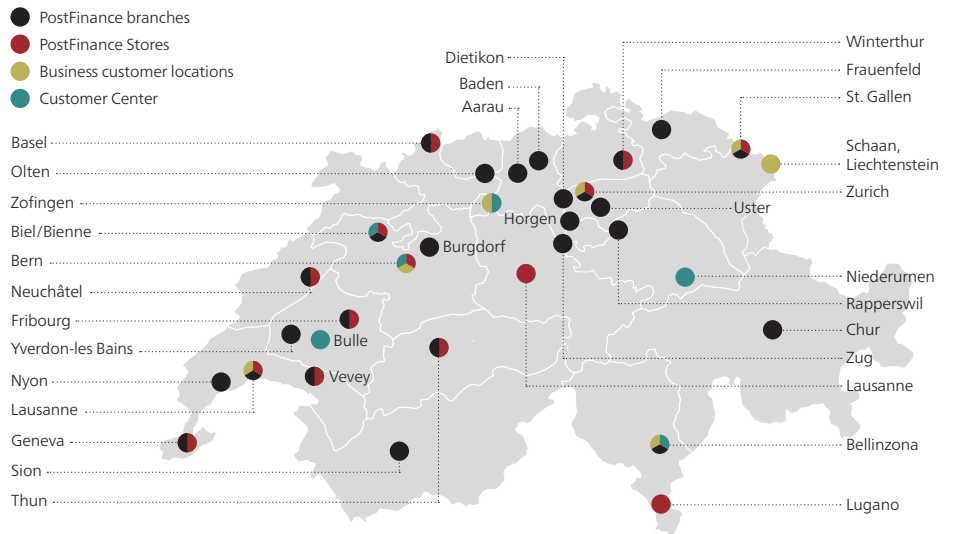 PostFinance branches
PostFinance Stores
Business customer locations
Customer Center
Basel
Olten
Zofingen
Biel/Bienne
Bern
Neuchâtel
Fribourg
Yverdon-les Bains
Nyon
Lausanne
Geneva
Sion
Thun
Dietikon
Baden
Aarau
Horgen
Burgdorf
Bulle
Vevey
Uster
Winterthur
Frauenfeld
St. Gallen
Schaan,
Liechtenstein
Zurich
Niederurnen
Rapperswil
Chur
Zug
Lausanne
Bellinzona
Lugano